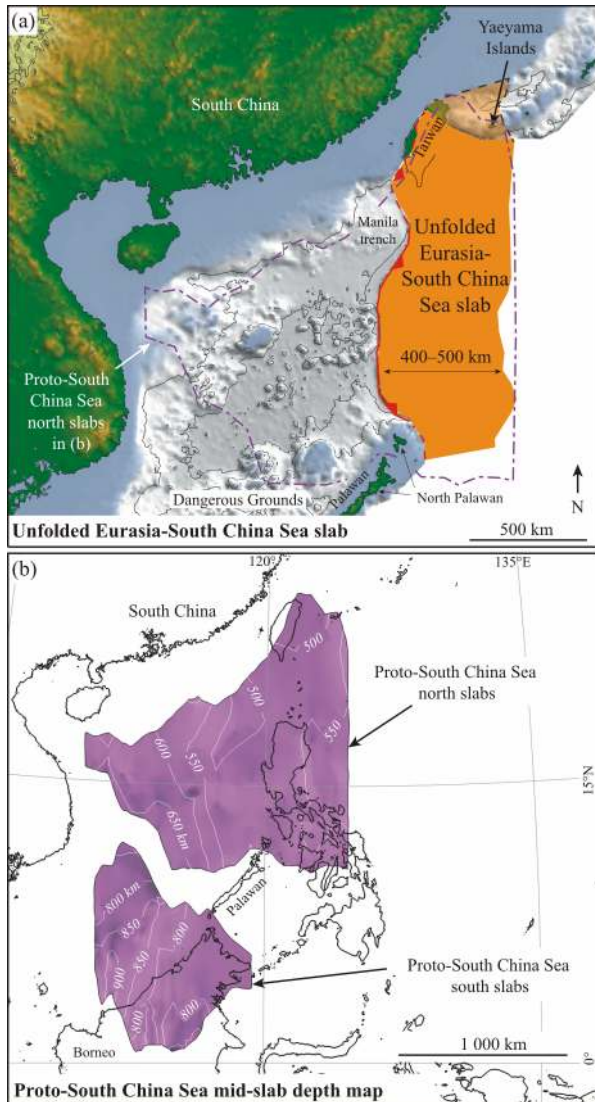 (a)
Yaeyama
Islands
South China
Taiwan
Manila
trench
Unfolded
Eurasia-
South China
Sea slab
400–500 km
Proto-South
China Sea
north slabs
in (b)
Dangerous Grounds
Palawan
North Palawan
N
Unfolded Eurasia-South China Sea slab
500 km
(b)
120°
135°E
South China
500
Proto-South China Sea
north slabs
500
550
600
550
15°N
650 km
Palawan
800 km
850
800
850
900
Proto-South China Sea
south slabs
800
800
Borneo
1 000 km
0°
Proto-South China Sea mid-slab depth map